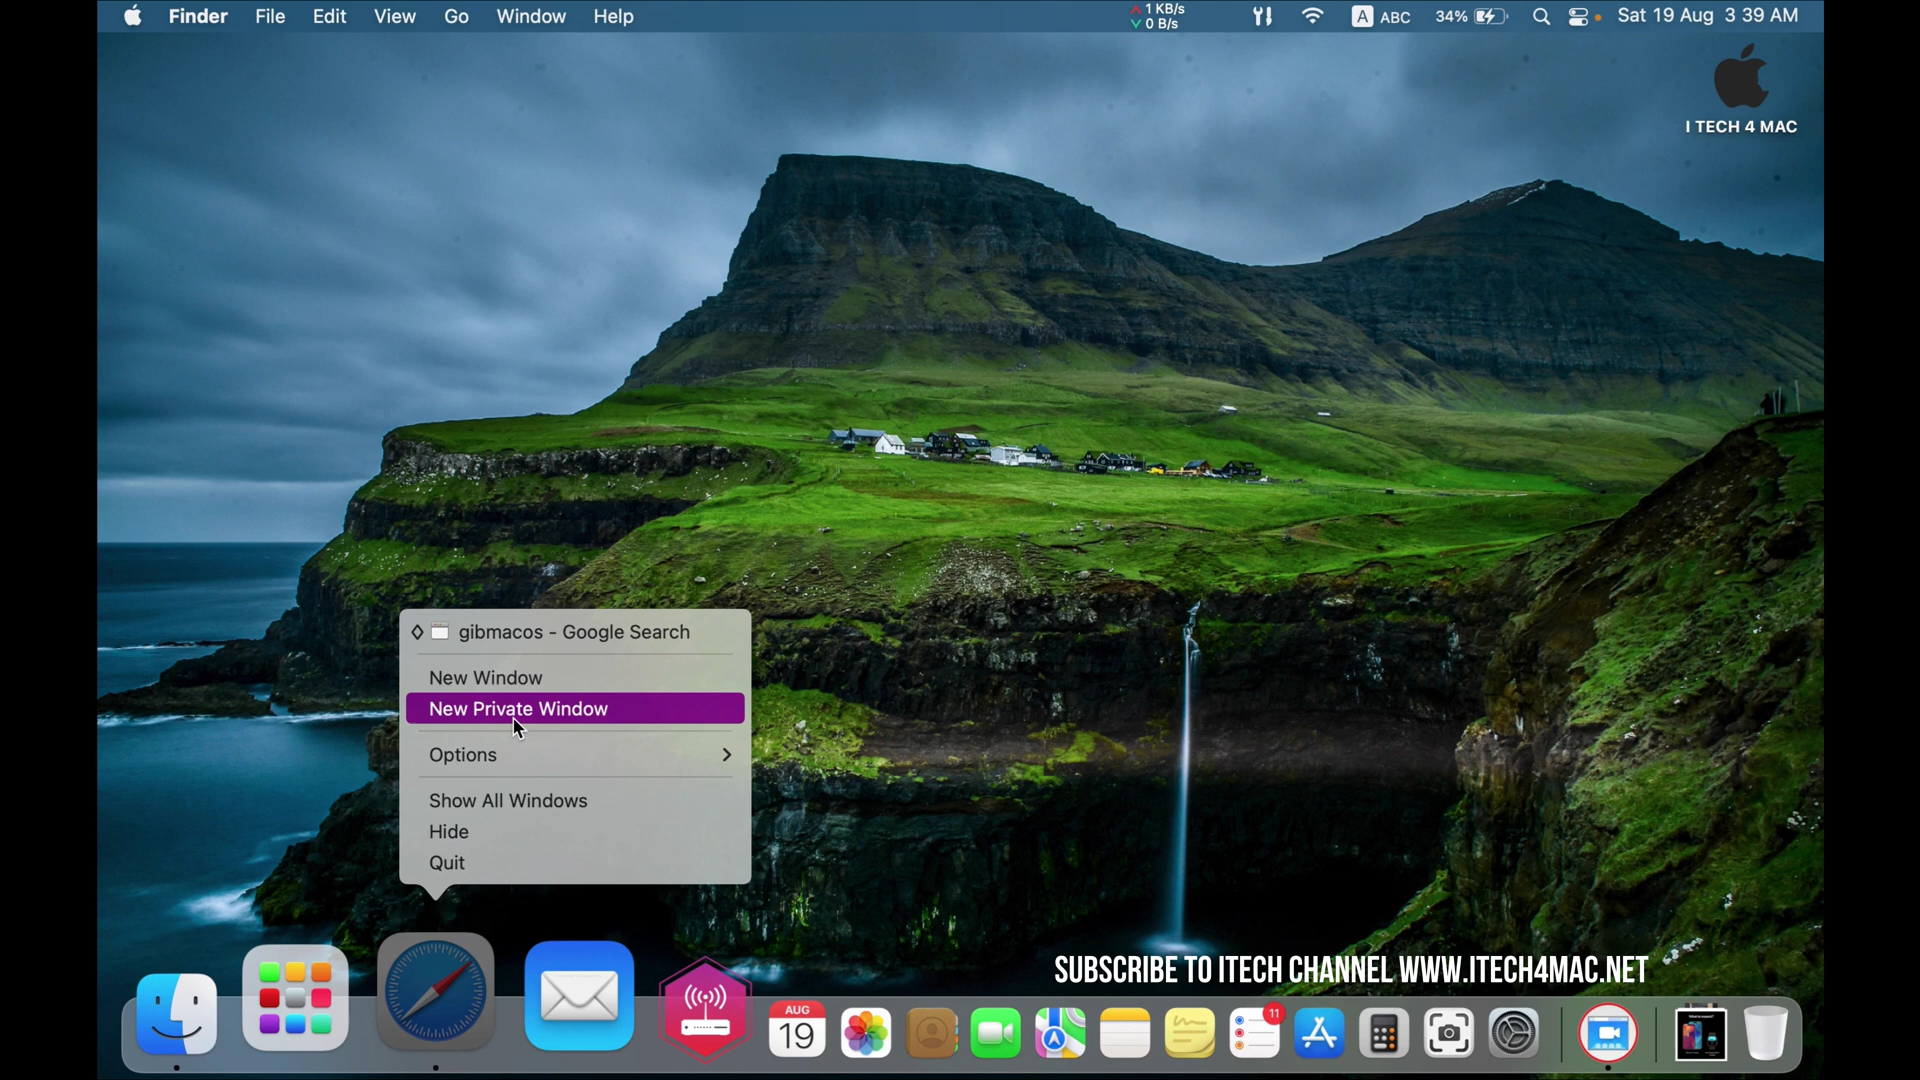 Finder File Edit View Go Window Help 1 KB/s 0 B/s A ABC 34% Sat 19 Aug 3 39 AM
I TECH 4 MAC
gibmacos - Google Search
New Window
New Private Window
Options
Show All Windows
Hide
Quit
SUBSCRIBE TO ITECH CHANNEL WWW.ITECH4MAC.NET
AUG
19
11